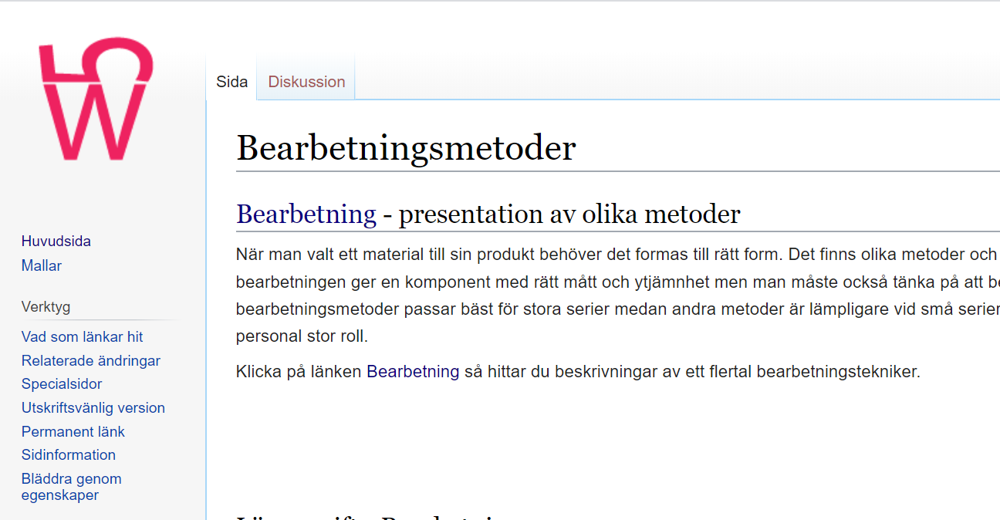 Sida
Diskussion
Bearbetningsmetoder
Bearbetning - presentation av olika metoder
När man valt ett material till sin produkt behöver det formas till rätt form. Det finns olika metoder och
bearbetningen ger en komponent med rätt mått och ytjämnhet men man måste också tänka på att
bearbetningsmetoder passar bäst för stora serier medan andra metoder är lämpligare vid små serier
personal stor roll.
Klicka på länken Bearbetning så hittar du beskrivningar av ett flertal bearbetningstekniker.
Huvudsida
Mallar
Verktyg
Vad som länkar hit
Relaterade ändringar
Specialsidor
Utskriftsvänlig version
Permanent länk
Sidinformation
Bläddra genom
egenskaper